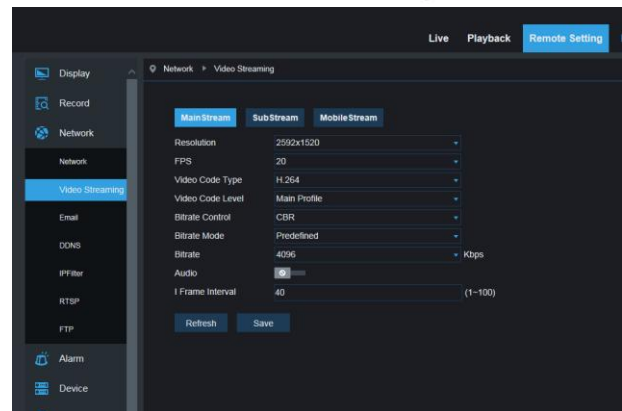 Live Playback Remote Setting
Display
Record
Network
Network
Video Streaming
Email
DDNS
IPFilter
RTSP
FTP
Alarm
Device
Network Video Streaming
MainStream SubStream MobileStream
Resolution 2592x1520
FPS 20
Video Code Type H.264
Video Code Level Main Profile
Bitrate Control CBR
Bitrate Mode Predefined
Bitrate 4096 Kbps
Audio
I Frame Interval 40 (1~100)
Refresh Save